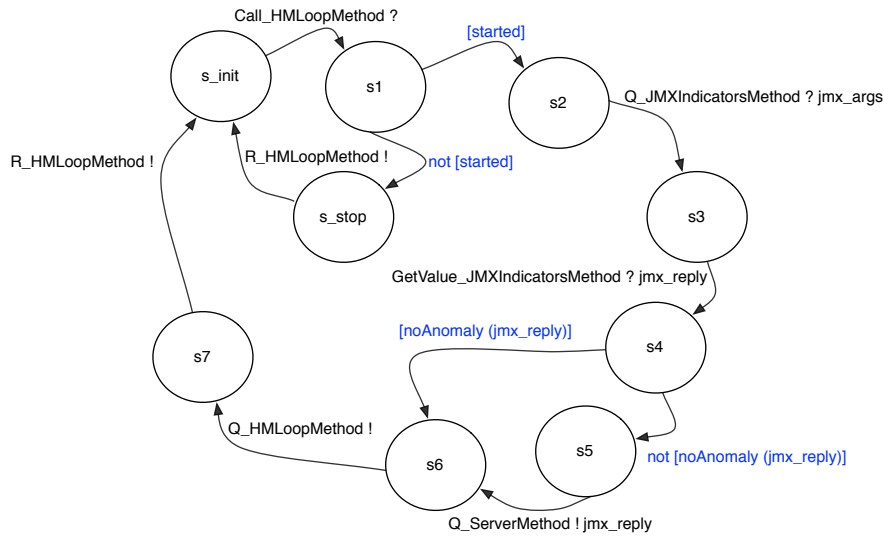 Call_HMLoopMethod ?
[started]
s_init
s1
s2
Q_JMXIndicatorsMethod ? jmx_args
R_HMLoopMethod !
R_HMLoopMethod !
not [started]
s_stop
s3
GetValue_JMXIndicatorsMethod ? jmx_reply
[noAnomaly (jmx_reply)]
s4
s7
Q_HMLoopMethod !
s6
s5
not [noAnomaly (jmx_reply)]
Q_ServerMethod ! jmx_reply